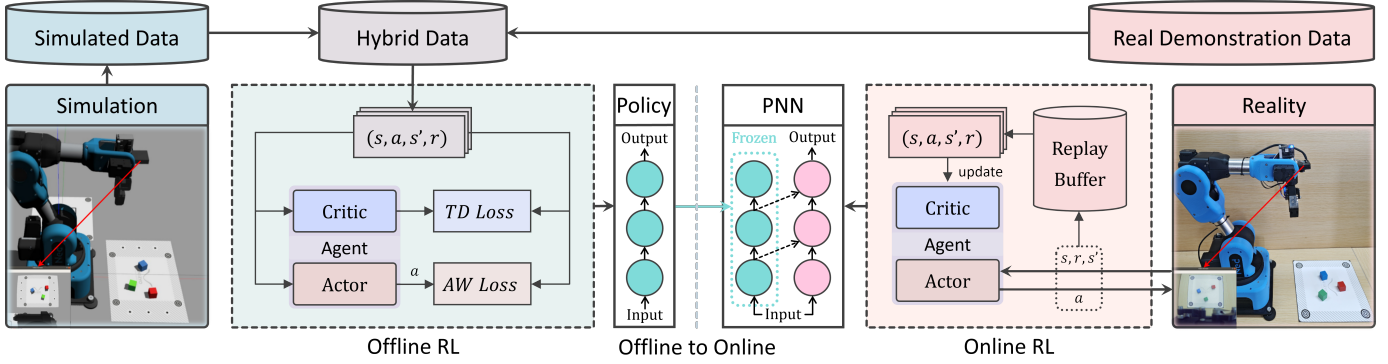 Simulated Data
Hybrid Data
Real Demonstration Data
Simulation
(s, a, s', r)
Critic
TD Loss
Agent
Actor
a
AW Loss
Offline RL
Policy
Output
Input
PNN
Frozen
Output
Input
Offline to Online
(s, a, s', r)
Replay
Buffer
update
Critic
Agent
Actor
s, r, s'
a
Online RL
Reality